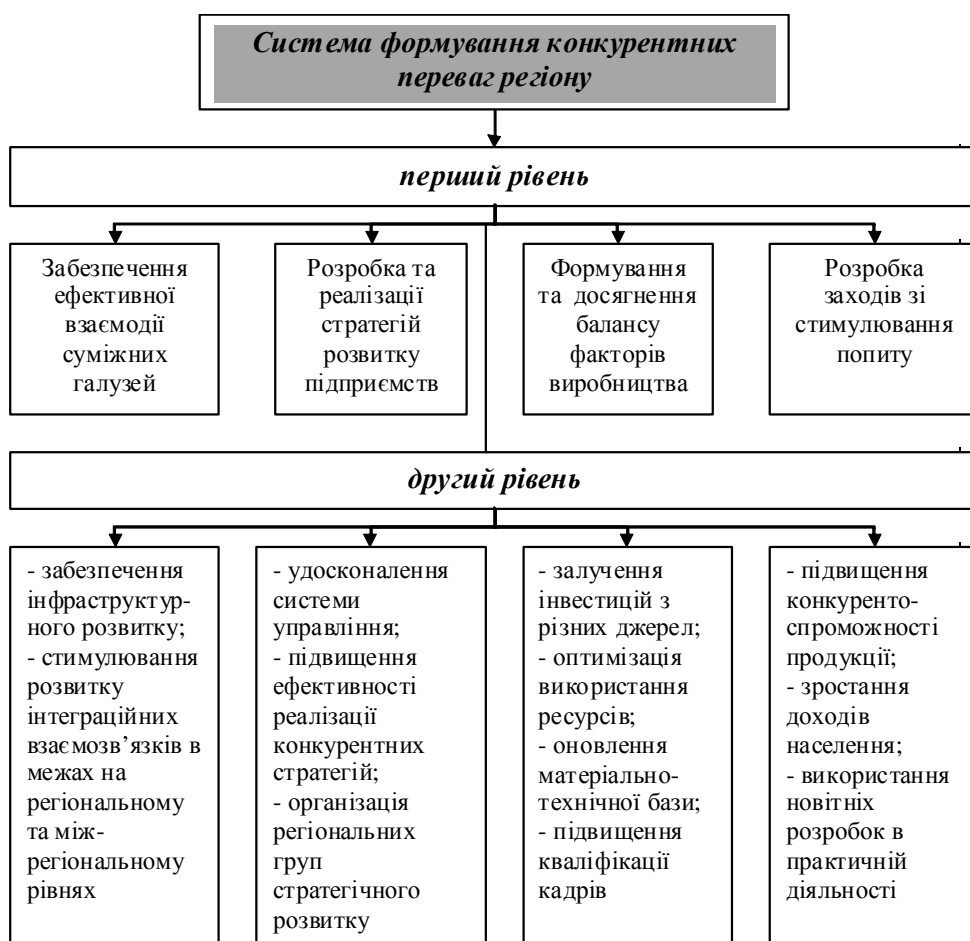 Система формування конкурентних
переваг регіону
перший рівень
Забезпечення
ефективної
взаємодії
суміжних
галузей
Розробка та
реалізації
стратегій
розвитку
підприємств
Формування
та досягнення
балансу
факторів
виробництва
Розробка
заходів зі
стимулювання
попиту
другий рівень
- забезпечення
інфраструктур-
ного розвитку;
- стимулювання
розвитку
інтеграційних
взаємозв’язків в
межах на
регіональному
та між-
регіональному
рівнях
- удосконалення
системи
управління;
- підвищення
ефективності
реалізації
конкурентних
стратегій;
- організація
регіональних
груп
стратегічного
розвитку
- залучення
інвестицій з
різних джерел;
- оптимізація
використання
ресурсів;
- оновлення
матеріально-
технічної бази;
- підвищення
кваліфікації
кадрів
- підвищення
конкуренто-
спроможності
продукції;
- зростання
доходів
населення;
- використання
новітніх
розробок в
практичній
діяльності